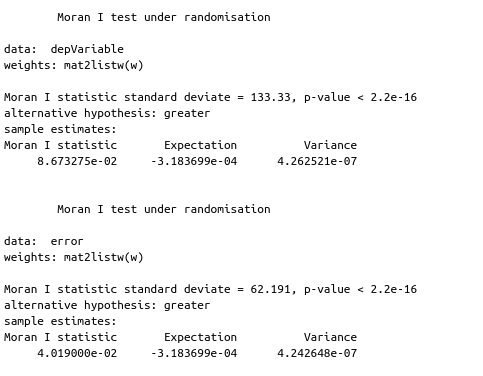 Moran I test under randomisation
data:  depVariable
weights: mat2listw(w)
Moran I statistic standard deviate = 133.33, p-value < 2.2e-16
alternative hypothesis: greater
sample estimates:
Moran I statistic       Expectation          Variance
8.673275e-02     -3.183699e-04      4.262521e-07
Moran I test under randomisation
data:  error
weights: mat2listw(w)
Moran I statistic standard deviate = 62.191, p-value < 2.2e-16
alternative hypothesis: greater
sample estimates:
Moran I statistic       Expectation          Variance
4.019000e-02     -3.183699e-04      4.242648e-07